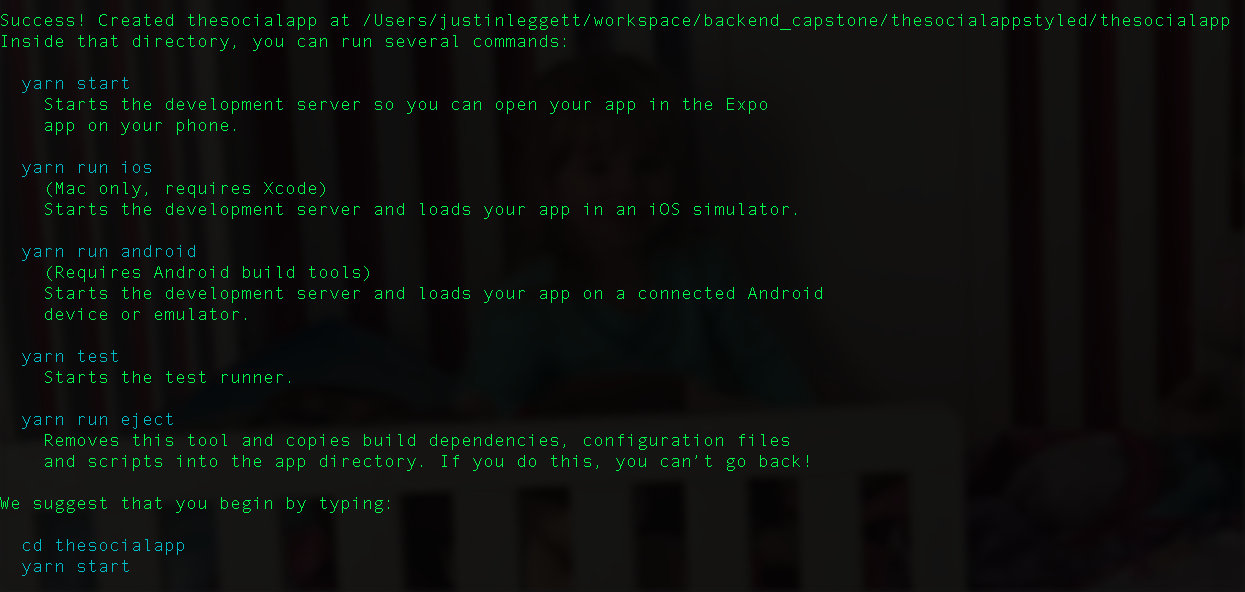 Success! Created thesocialapp at /Users/justinleggett/workspace/backend_capstone/thesocialappstyled/thesocialapp
Inside that directory, you can run several commands:
yarn start
Starts the development server so you can open your app in the Expo
app on your phone.
yarn run ios
(Mac only, requires Xcode)
Starts the development server and loads your app in an iOS simulator.
yarn run android
(Requires Android build tools)
Starts the development server and loads your app on a connected Android
device or emulator.
yarn test
Starts the test runner.
yarn run eject
Removes this tool and copies build dependencies, configuration files
and scripts into the app directory. If you do this, you can’t go back!
We suggest that you begin by typing:
cd thesocialapp
yarn start